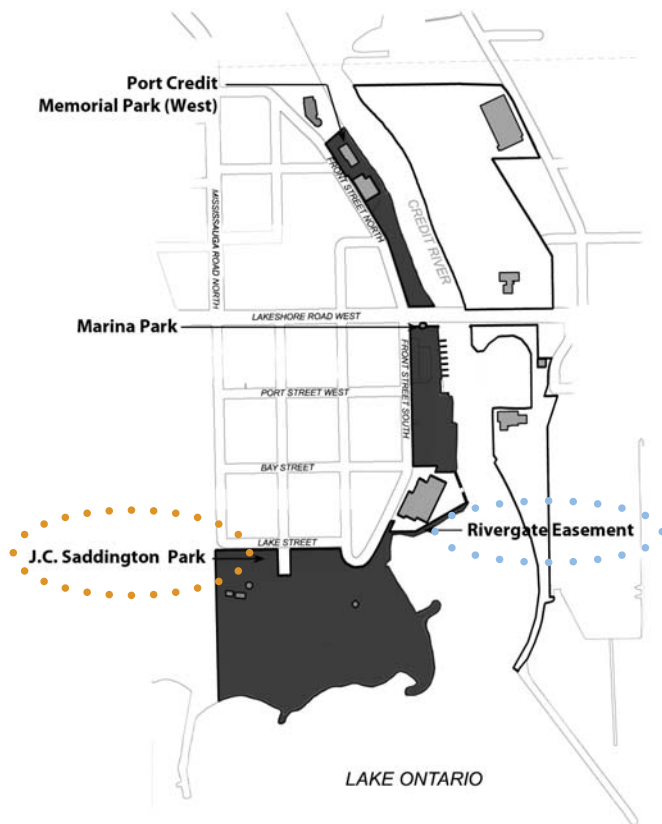 Port Credit
Memorial Park (West)
FRONT STREET NORTH
MISSISSAUGA ROAD NORTH
CREDIT RIVER
LAKESHORE ROAD WEST
Marina Park
FRONT STREET SOUTH
PORT STREET WEST
BAY STREET
Rivergate Easement
LAKE STREET
J.C. Saddington Park
LAKE ONTARIO